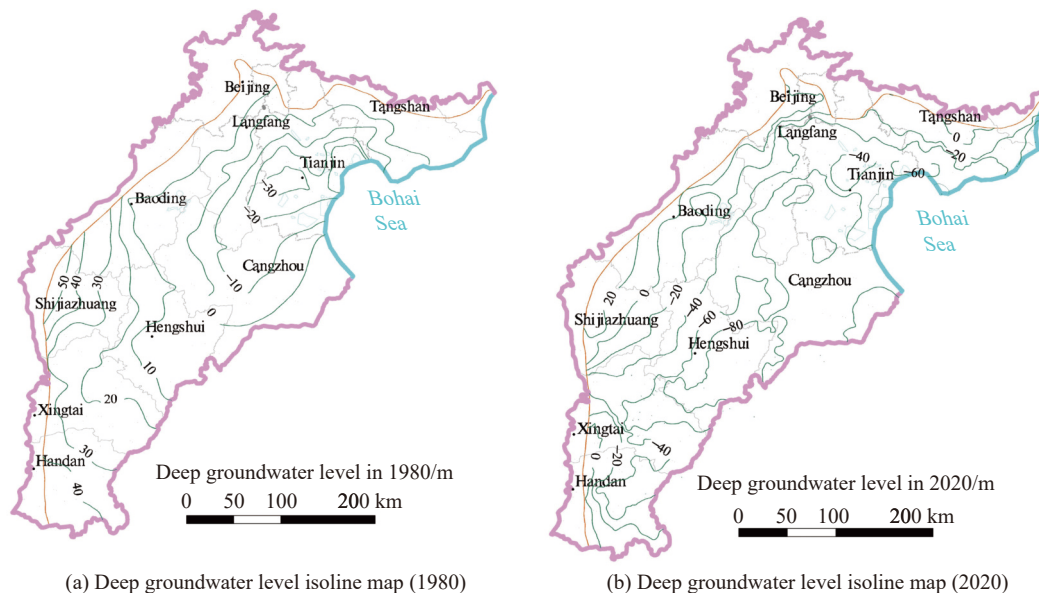 Beijing
Tangshan
Langfang
Tianjin
-30
Bohai
Sea
Baoding
-20
Cangzhou
-10
50
40
30
Shijiazhuang
0
Hengshui
10
20
Xingtai
30
Handan
40
Deep groundwater level in 1980/m
0 50 100 200 km
(a) Deep groundwater level isoline map (1980)
Beijing
Tangshan
Langfang
0
-20
-40
Tianjin
-60
Bohai
Sea
Baoding
Cangzhou
20
0
-20
-40
-60
-80
Shijiazhuang
Hengshui
Xingtai
0
-20
-40
Handan
Deep groundwater level in 2020/m
0 50 100 200 km
(b) Deep groundwater level isoline map (2020)